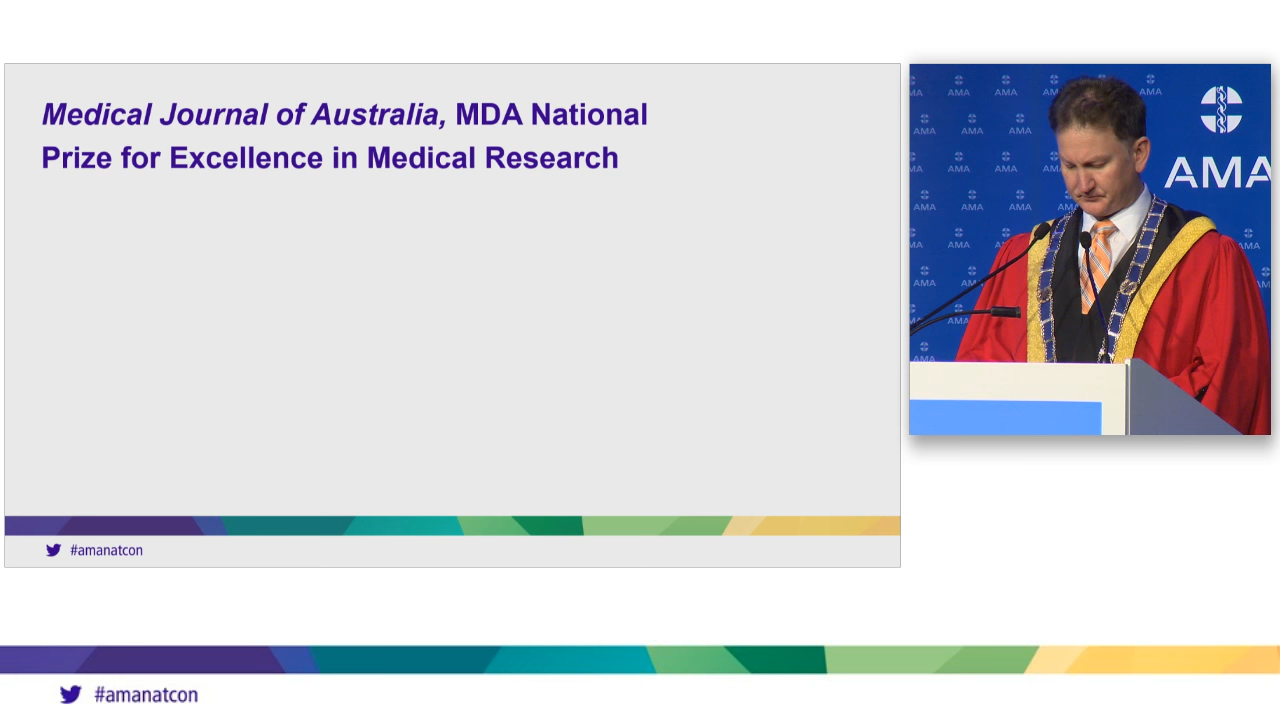 Medical Journal of Australia, MDA National
Prize for Excellence in Medical Research
#amanatcon
AMA
#amanatcon